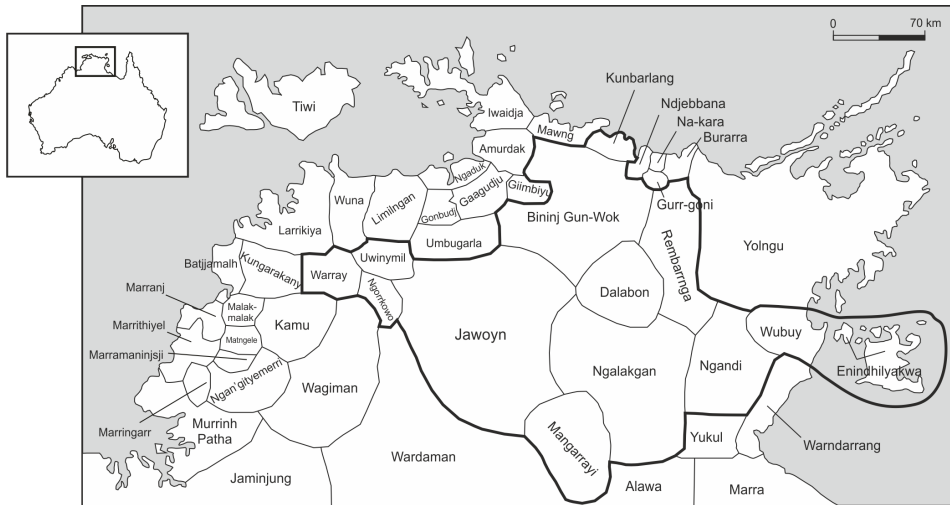 0 70 km
Kunbarlang
Ndjebbana
Na-kara
Burarra
Tiwi
Iwaidja
Mawng
Amurdak
Ngaduk
Gaagudju
Giimbiyu
Gurr-goni
Wuna
Limilngan
Gonbudj
Bininj Gun-Wok
Larrikiya
Umbugarla
Rembarrnga
Yolngu
Batjjamalh
Kungarakany
Warray
Uwinymil
Ngorrkowo
Dalabon
Marranj
Malak-
malak
Kamu
Jawoyn
Wubuy
Marrithiyel
Matngele
Marramaninjsji
Ngan'gityemerri
Wagiman
Ngalakgan
Ngandi
Enindhilyakwa
Marringarr
Murrinh
Patha
Mangarrayi
Yukul
Warndarrang
Wardaman
Jaminjung
Alawa
Marra